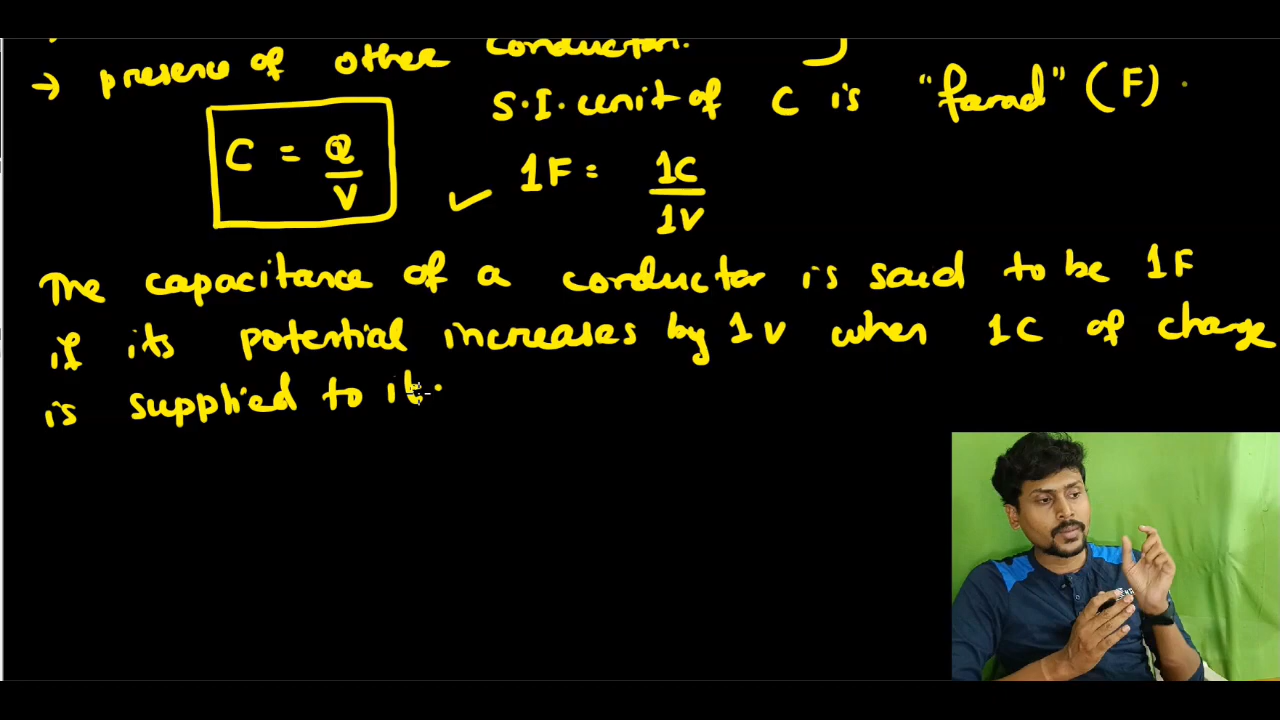 → presence of other conductor.
S.I. unit of C is "farad" (F).
C = Q/V
✓ 1F = 1C/1V
The capacitance of a conductor is said to be 1F
if its potential increases by 1V when 1C of charge
is supplied to it.